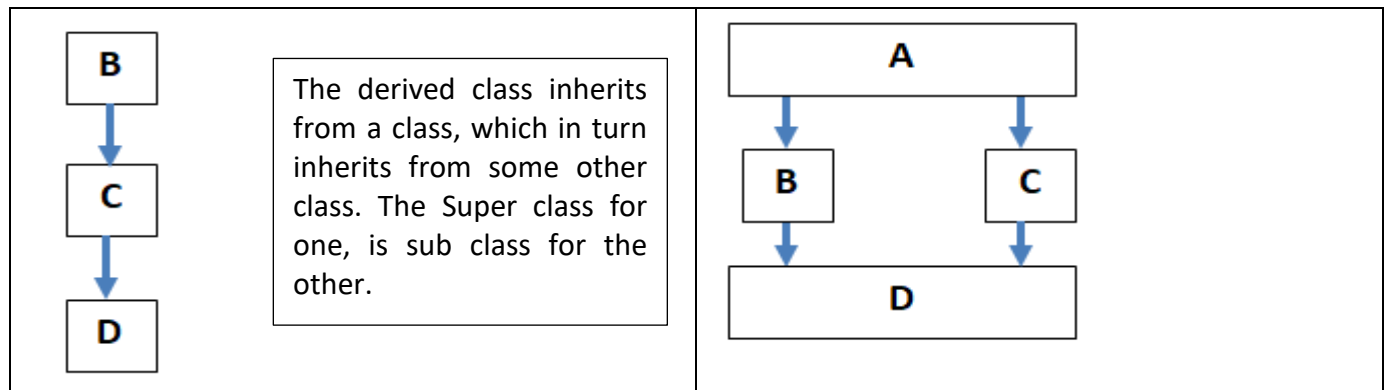 B
C
D
The derived class inherits
from a class, which in turn
inherits from some other
class. The Super class for
one, is sub class for the
other.
A
B C
D